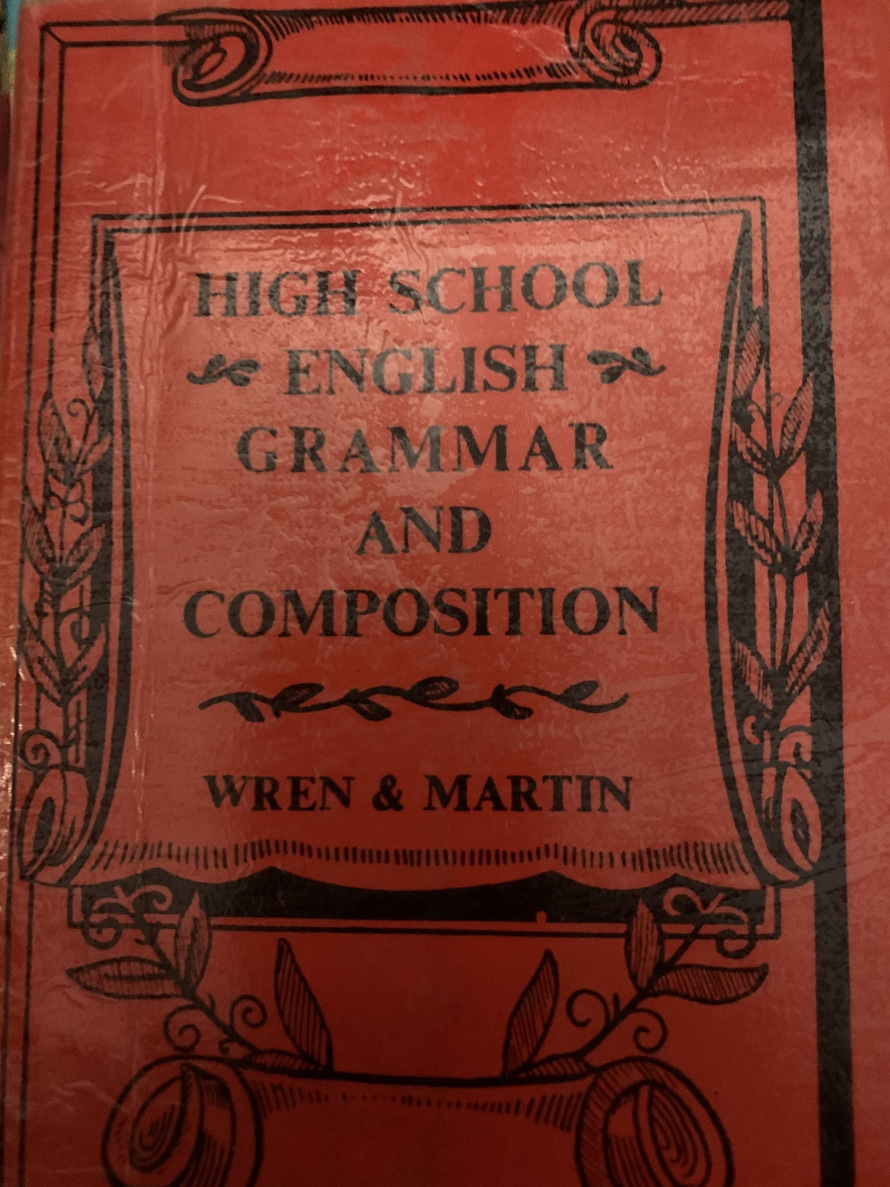 HIGH SCHOOL
ENGLISH
GRAMMAR
AND
COMPOSITION
WREN & MARTIN